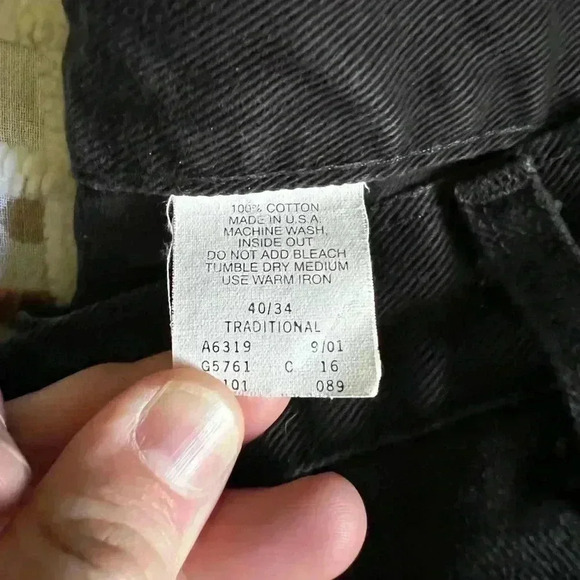 100% COTTON
MADE IN U.S.A.
MACHINE WASH,
INSIDE OUT
DO NOT ADD BLEACH
TUMBLE DRY MEDIUM
USE WARM IRON
40/34
TRADITIONAL
A6319 9/01
G5761 C 16
089